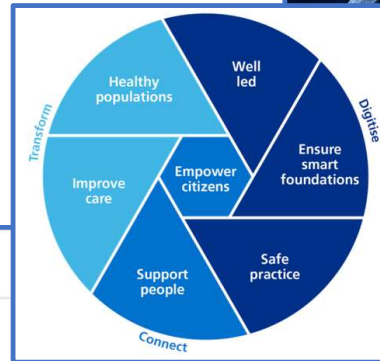 Healthy
populations
Well
led
Transform
Digitise
Ensure
smart
foundations
Improve
care
Empower
citizens
Support
people
Safe
practice
Connect